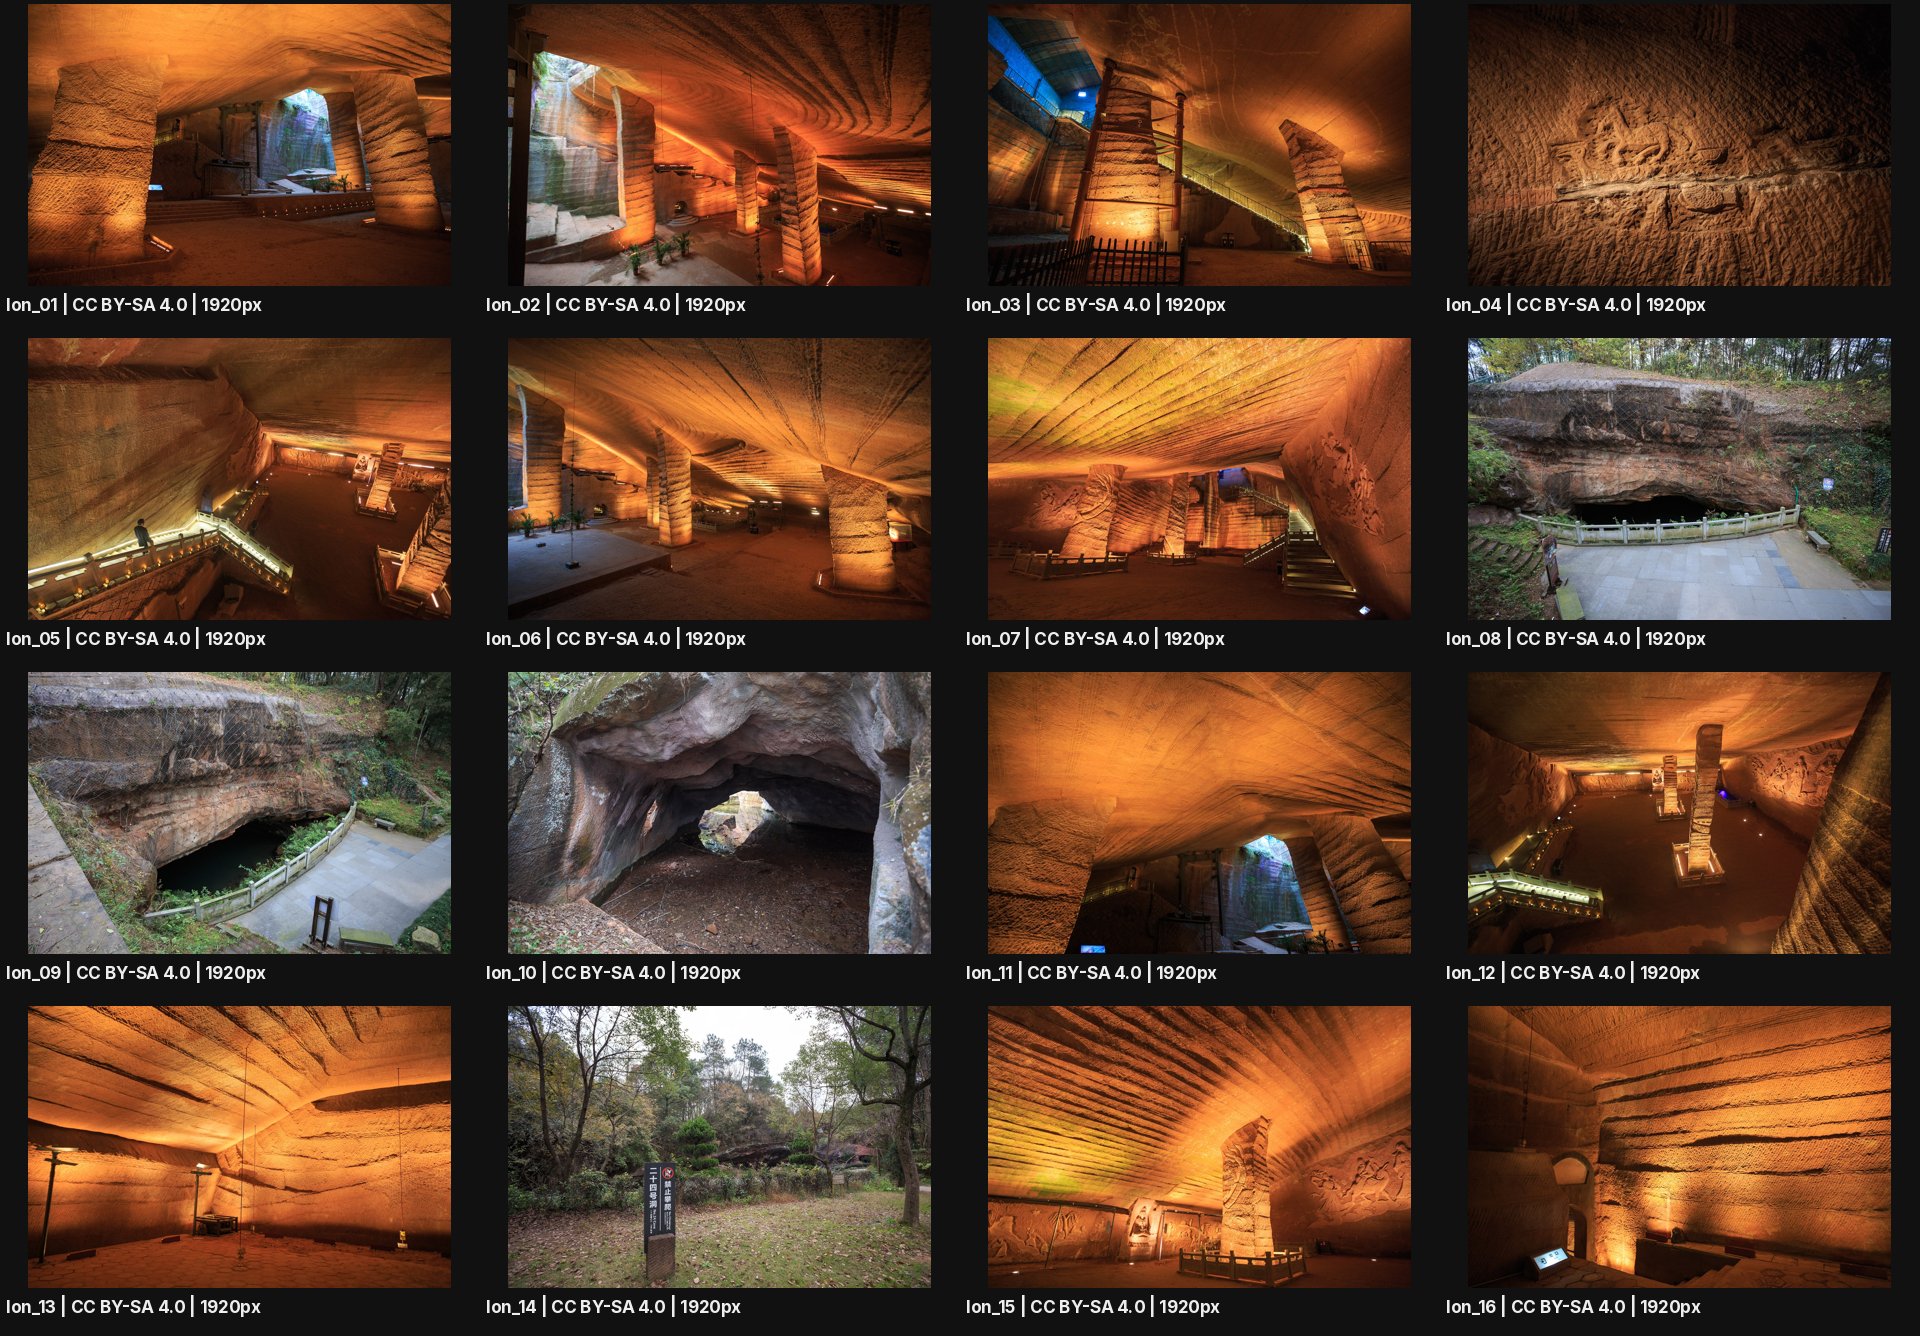 lon_01 | CC BY-SA 4.0 | 1920px
lon_02 | CC BY-SA 4.0 | 1920px
lon_03 | CC BY-SA 4.0 | 1920px
lon_04 | CC BY-SA 4.0 | 1920px
lon_05 | CC BY-SA 4.0 | 1920px
lon_06 | CC BY-SA 4.0 | 1920px
lon_07 | CC BY-SA 4.0 | 1920px
lon_08 | CC BY-SA 4.0 | 1920px
lon_09 | CC BY-SA 4.0 | 1920px
lon_10 | CC BY-SA 4.0 | 1920px
lon_11 | CC BY-SA 4.0 | 1920px
lon_12 | CC BY-SA 4.0 | 1920px
二十四号洞
禁止攀爬
lon_13 | CC BY-SA 4.0 | 1920px
lon_14 | CC BY-SA 4.0 | 1920px
lon_15 | CC BY-SA 4.0 | 1920px
lon_16 | CC BY-SA 4.0 | 1920px